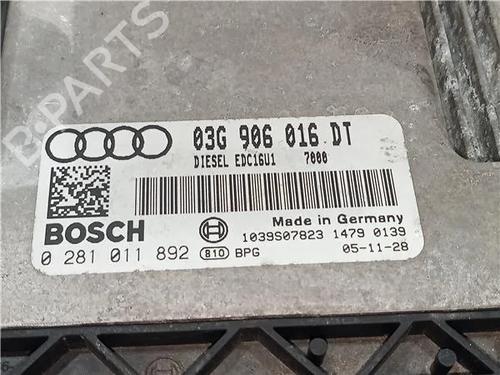 B-PARTS
03G 906 016 DT
DIESEL EDC16U1 7000
Made in Germany
BOSCH
1039S07823 1479 0139
0 281 011 892 810 BPG 05-11-28